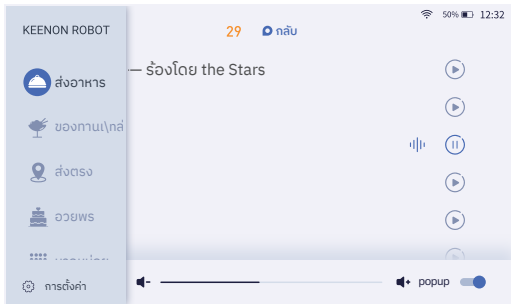 50% 12:32
KEENON ROBOT
29 กลับ
ส่งอาหาร
— ร้องโดย the Stars
ของทานเ\nล่
ส่งตรง
อวยพร
การตั้งค่า
popup